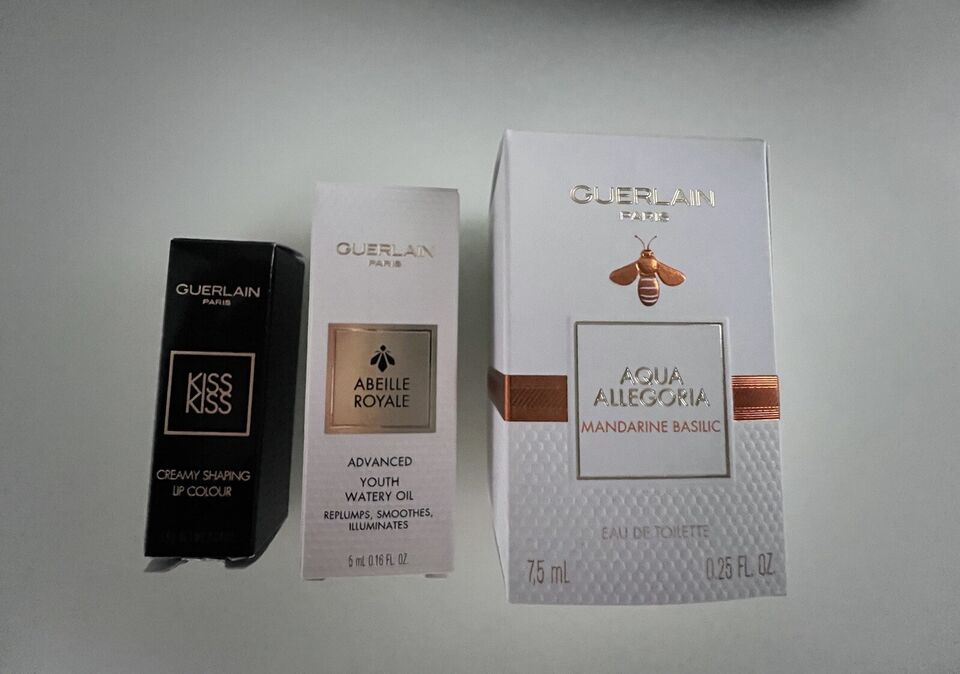 GUERLAIN
PARIS
KISS
KISS
CREAMY SHAPING
LIP COLOUR
GUERLAIN
PARIS
ABEILLE
ROYALE
ADVANCED
YOUTH
WATERY OIL
REPLUMPS, SMOOTHES,
ILLUMINATES
5 mL 0.16 FL. OZ.
GUERLAIN
PARIS
AQUA
ALLEGORIA
MANDARINE BASILIC
EAU DE TOILETTE
7,5 mL 0.25 FL. OZ.